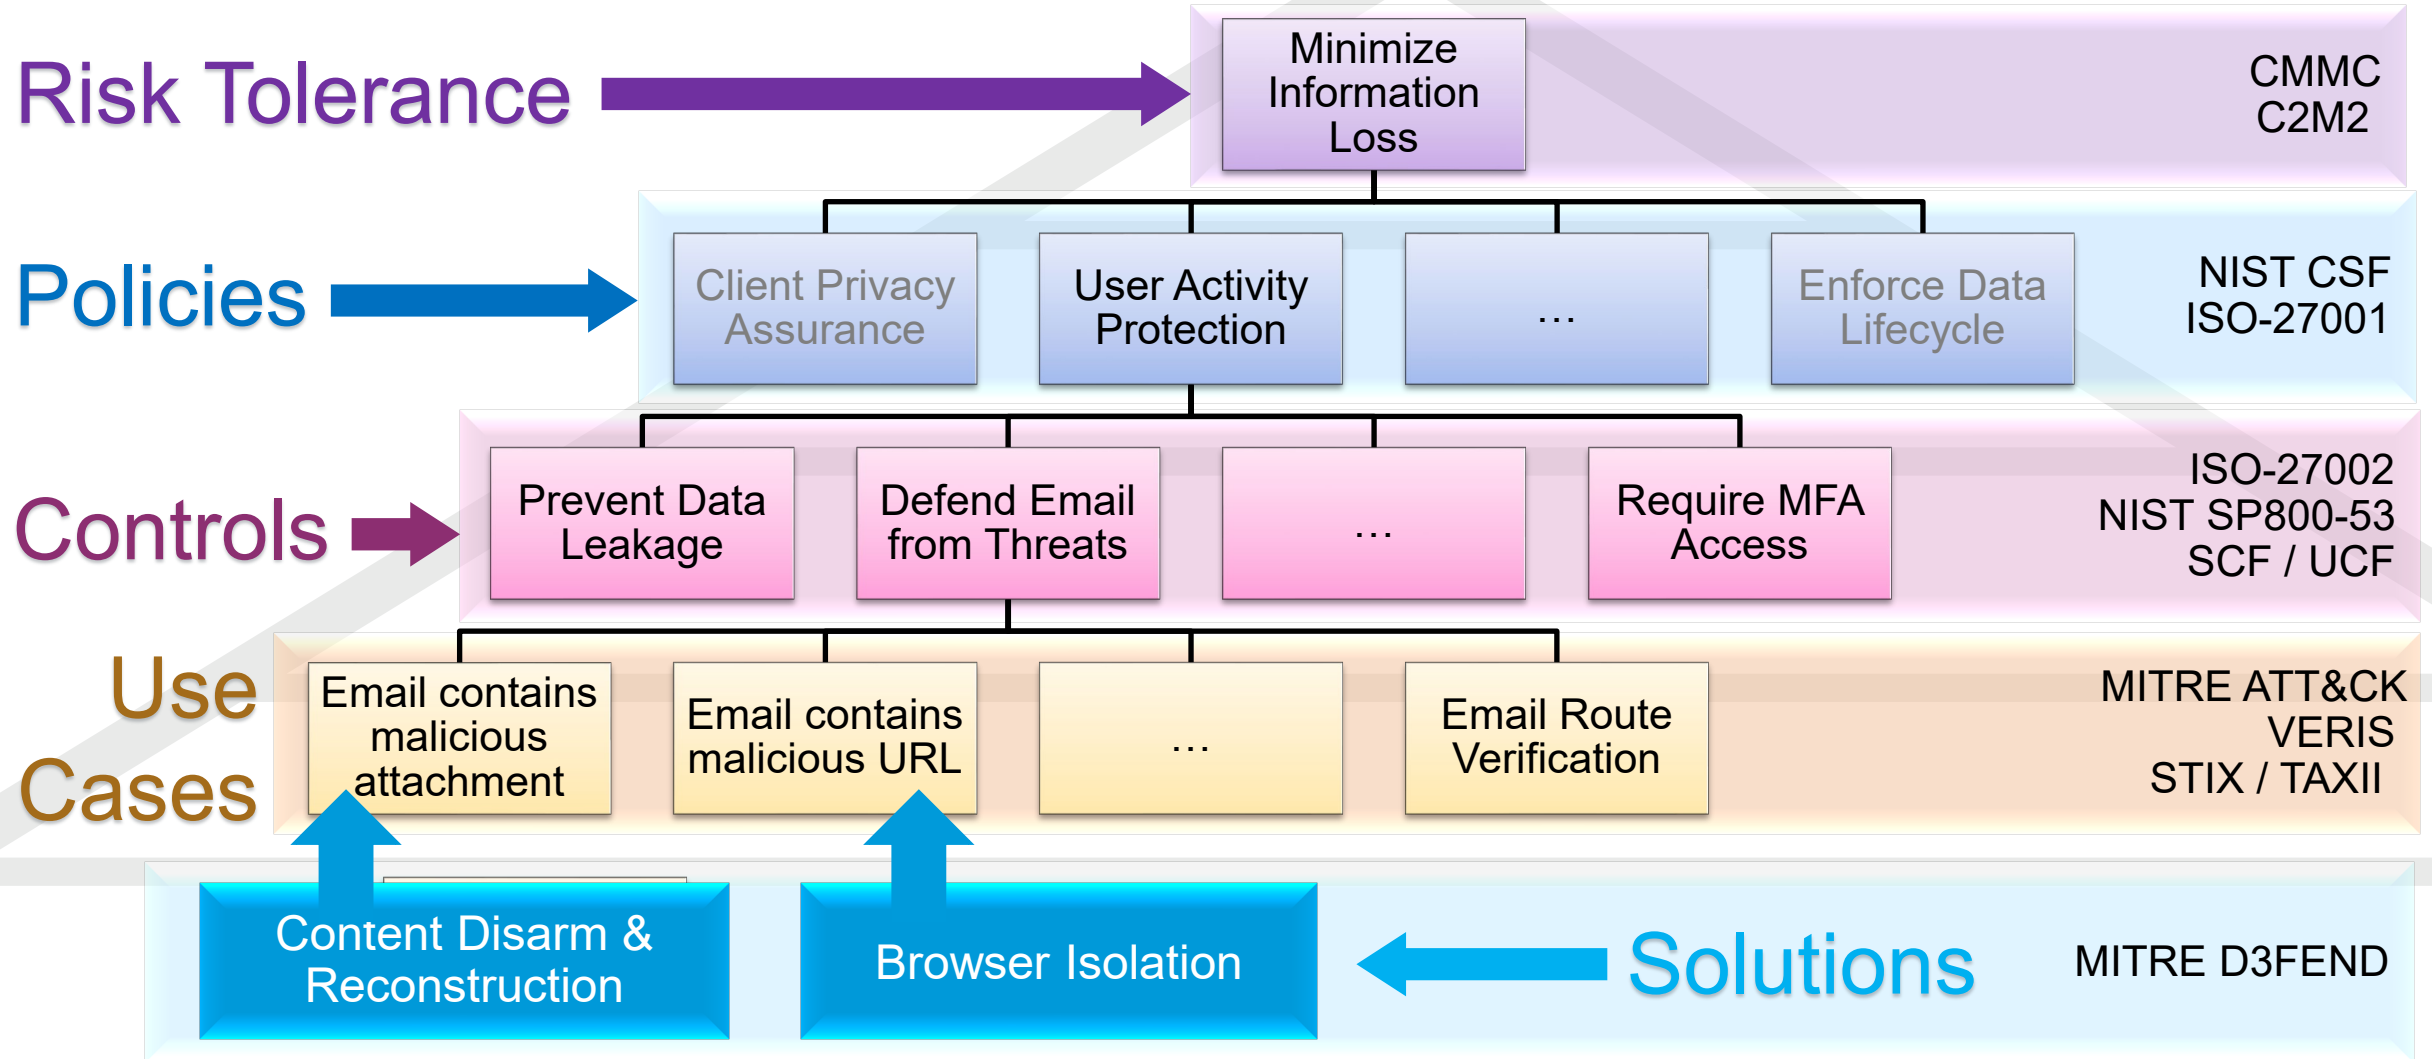 Risk Tolerance
Minimize
Information
Loss
CMMC
C2M2
Policies
Client Privacy
Assurance
User Activity
Protection
...
Enforce Data
Lifecycle
NIST CSF
ISO-27001
Controls
Prevent Data
Leakage
Defend Email
from Threats
...
Require MFA
Access
ISO-27002
NIST SP800-53
SCF / UCF
Use
Cases
Email contains
malicious
attachment
Email contains
malicious URL
...
Email Route
Verification
MITRE ATT&CK
VERIS
STIX / TAXII
Content Disarm &
Reconstruction
Browser Isolation
Solutions
MITRE D3FEND